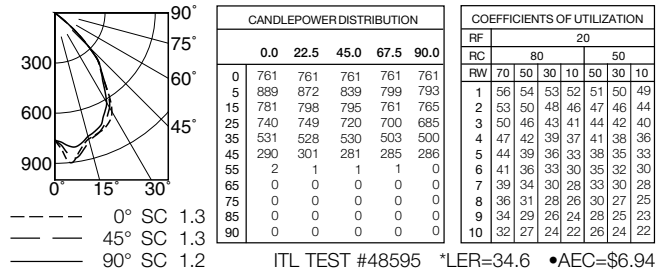 90°
75°
60°
45°
300
600
900
0° 15° 30°
0° SC 1.3
45° SC 1.3
90° SC 1.2
CANDLEPOWER DISTRIBUTION
0.0 22.5 45.0 67.5 90.0
0 761 761 761 761 761
5 889 872 839 799 793
15 781 798 795 761 765
25 740 749 720 700 685
35 531 528 530 503 500
45 290 301 281 285 286
55 2 1 1 1 0
65 0 0 0 0 0
75 0 0 0 0 0
85 0 0 0 0 0
90 0 0 0 0 0
COEFFICIENTS OF UTILIZATION
RF 20
RC 80 50
RW 70 50 30 10 50 30 10
1 56 54 53 52 51 50 49
2 53 50 48 46 47 46 44
3 50 46 43 41 44 42 40
4 47 42 39 37 41 38 36
5 44 39 36 33 38 35 33
6 41 36 33 30 35 32 30
7 39 34 30 28 33 30 28
8 36 31 28 26 30 27 25
9 34 29 26 24 28 25 23
10 32 27 24 22 26 24 22
ITL TEST #48595 *LER=34.6 •AEC=$6.94